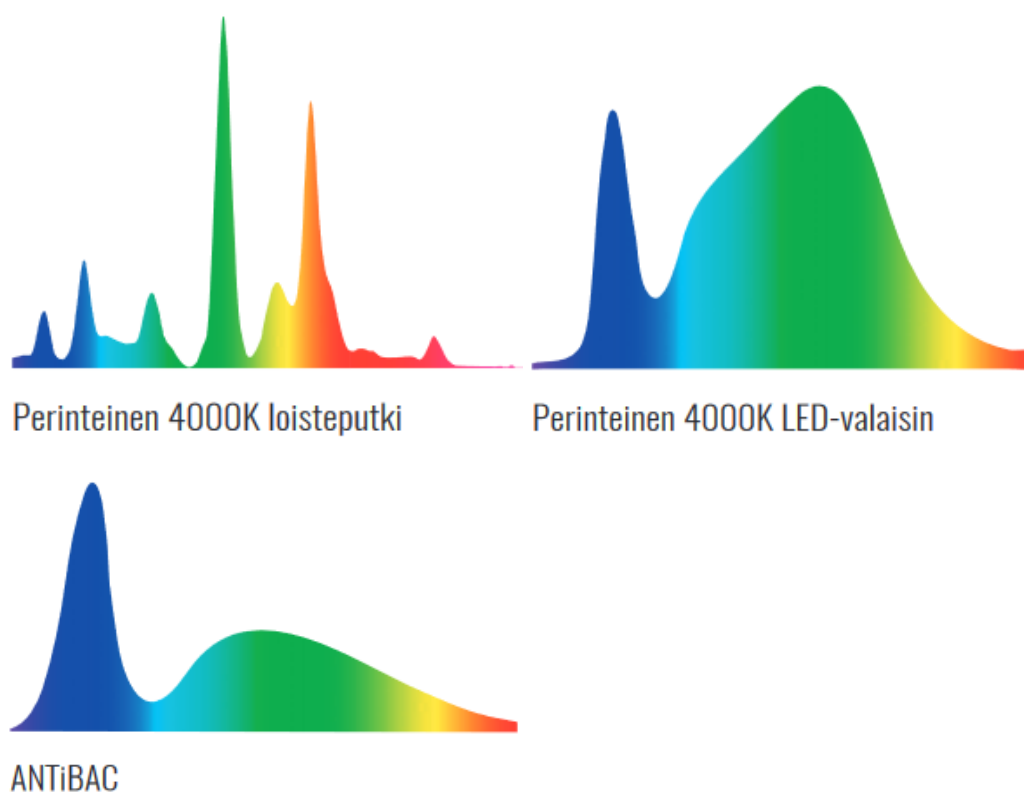 Perinteinen 4000K loisteputki
Perinteinen 4000K LED-valaisin
ANTiBAC